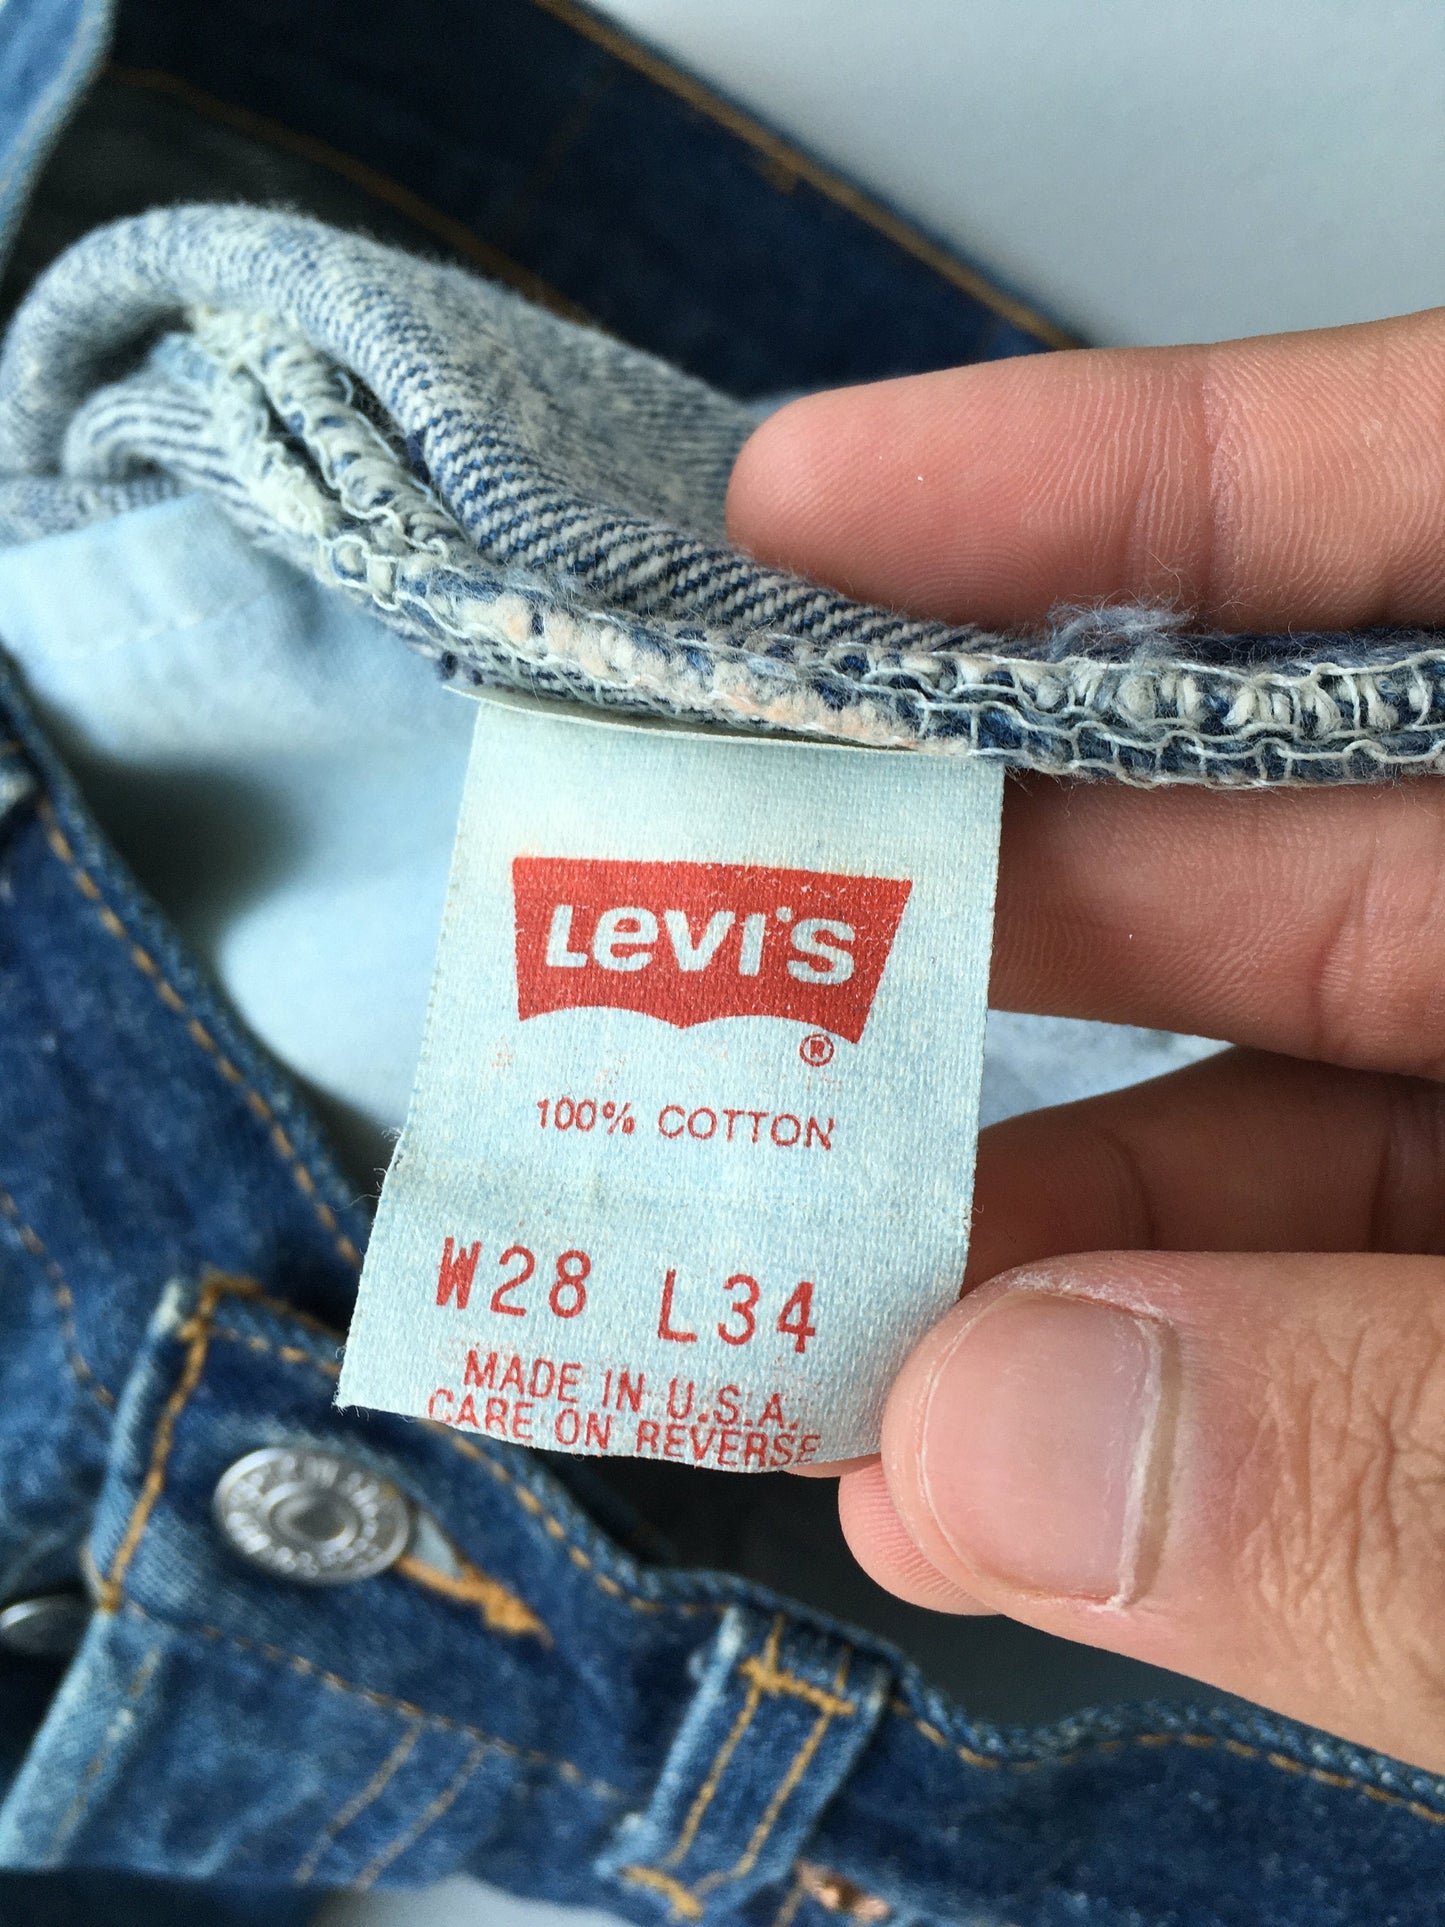 Levi's
®
100% COTTON
W28 L34
MADE IN U.S.A.
CARE ON REVERSE